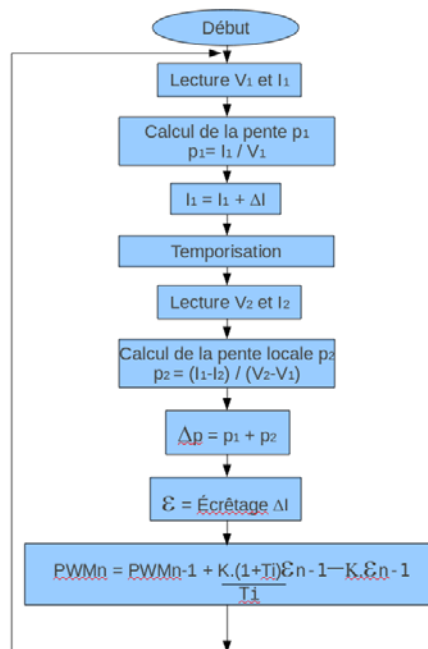 Début
Lecture V₁ et I₁
Calcul de la pente p₁
p₁= I₁ / V₁
I₁ = I₁ + ΔI
Temporisation
Lecture V₂ et I₂
Calcul de la pente locale p₂
p₂ = (I₁-I₂) / (V₂-V₁)
Δp = p₁ + p₂
Ɛ = Écrêtage ΔI
PWMn = PWMn-1 + K.(1+Ti)Ɛn-1—K.Ɛn-1
Ti